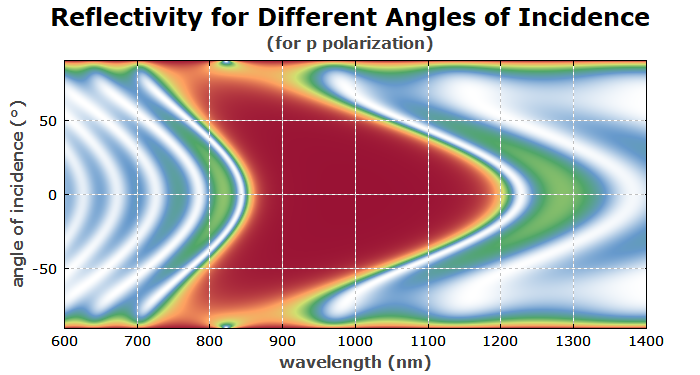 Reflectivity for Different Angles of Incidence
(for p polarization)
angle of incidence (°)
50
0
-50
600 700 800 900 1000 1100 1200 1300 1400
wavelength (nm)